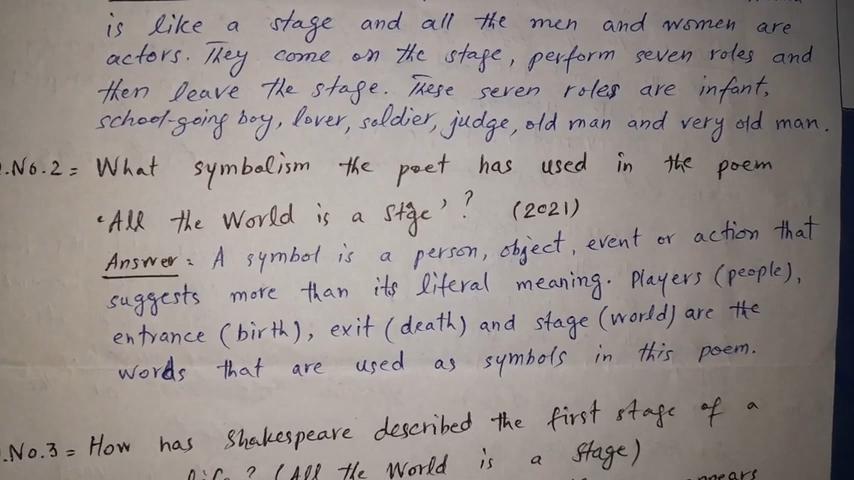 is like a stage and all the men and women are
actors. They come on the stage, perform seven roles and
then leave the stage. These seven roles are infant,
school-going boy, lover, soldier, judge, old man and very old man.
.No.2 = What symbolism the poet has used in the poem
'All the World is a Stge'? (2021)
Answer: A symbol is a person, object, event or action that
suggests more than its literal meaning. Players (people),
entrance (birth), exit (death) and stage (world) are the
words that are used as symbols in this poem.
.No.3 = How has Shakespeare described the first stage of a
life? (All the World is a Stage)